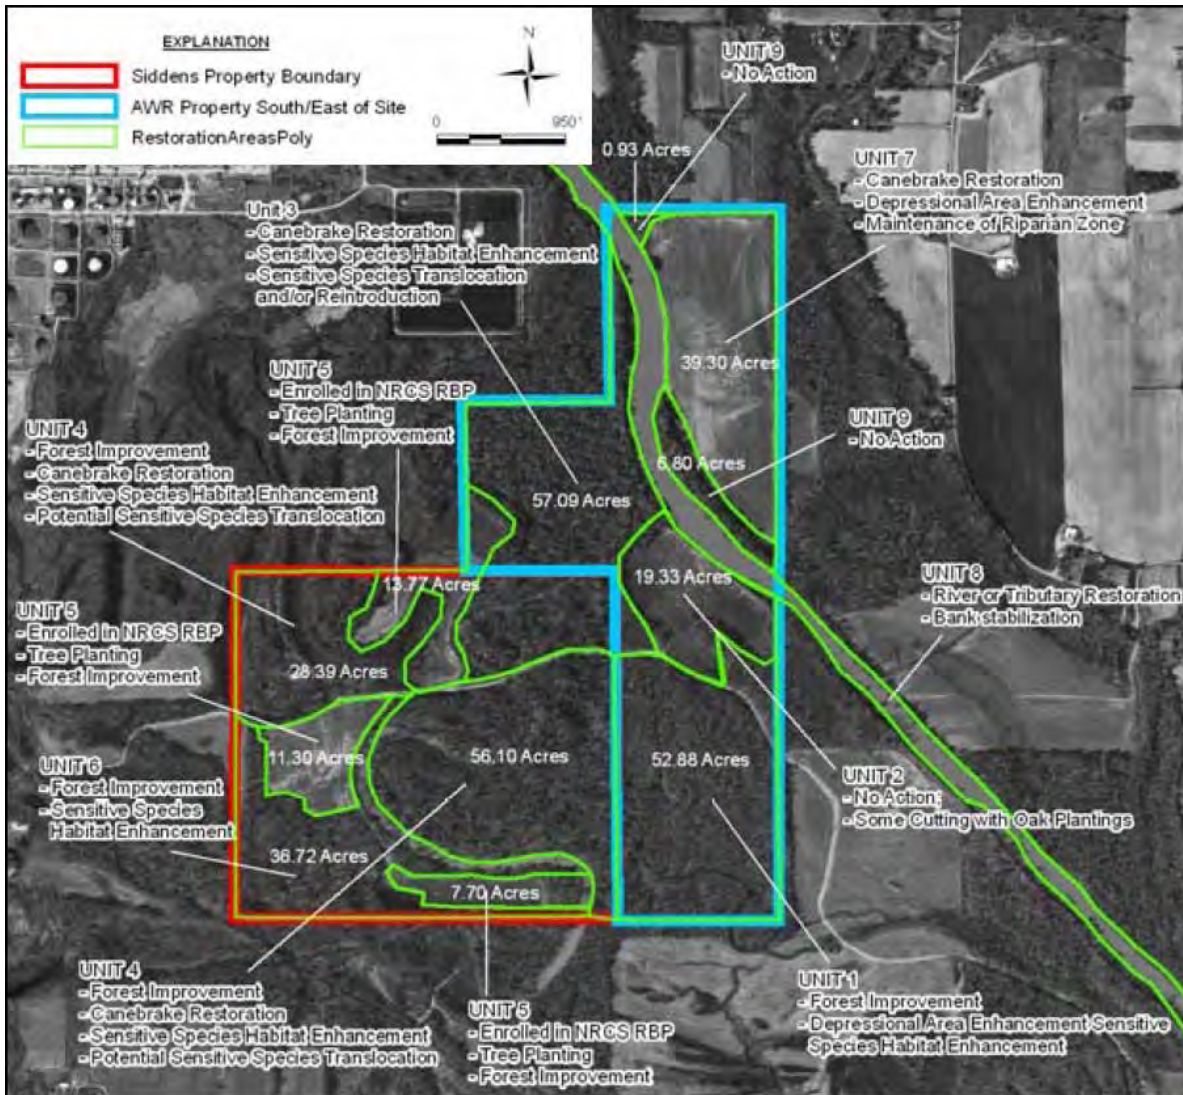 EXPLANATION
Siddens Property Boundary
AWR Property South/East of Site
RestorationAreasPoly
N
0 950'
UNIT 9
- No Action
0.93 Acres
UNIT 7
- Canebrake Restoration
- Depressional Area Enhancement
- Maintenance of Riparian Zone
Unit 3
- Canebrake Restoration
- Sensitive Species Habitat Enhancement
- Sensitive Species Translocation
and/or Reintroduction
39.30 Acres
UNIT 5
- Enrolled in NRCS RBP
- Tree Planting
- Forest Improvement
UNIT 9
- No Action
UNIT 4
- Forest Improvement
- Canebrake Restoration
- Sensitive Species Habitat Enhancement
- Potential Sensitive Species Translocation
6.80 Acres
57.09 Acres
13.77 Acres
19.33 Acres
UNIT 8
- River or Tributary Restoration
- Bank stabilization
UNIT 5
- Enrolled in NRCS RBP
- Tree Planting
- Forest Improvement
28.39 Acres
11.30 Acres
56.10 Acres
52.88 Acres
UNIT 6
- Forest Improvement
- Sensitive Species
Habitat Enhancement
UNIT 2
- No Action;
- Some Cutting with Oak Plantings
36.72 Acres
7.70 Acres
UNIT 4
- Forest Improvement
- Canebrake Restoration
- Sensitive Species Habitat Enhancement
- Potential Sensitive Species Translocation
UNIT 5
- Enrolled in NRCS RBP
- Tree Planting
- Forest Improvement
UNIT 1
- Forest Improvement
- Depressional Area Enhancement Sensitive
Species Habitat Enhancement